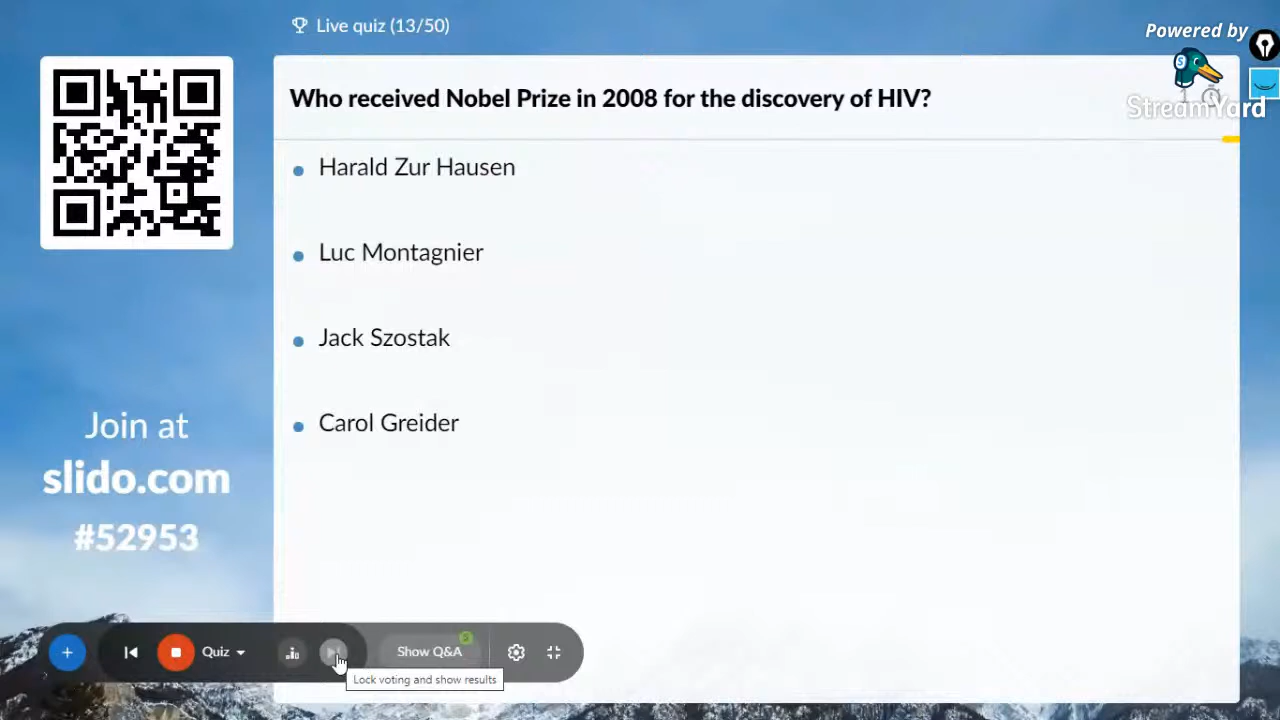 Live quiz (13/50)
Powered by
StreamYard
Who received Nobel Prize in 2008 for the discovery of HIV?
Harald Zur Hausen
Luc Montagnier
Jack Szostak
Carol Greider
Join at
slido.com
#52953
Quiz
Show Q&A
Lock voting and show results